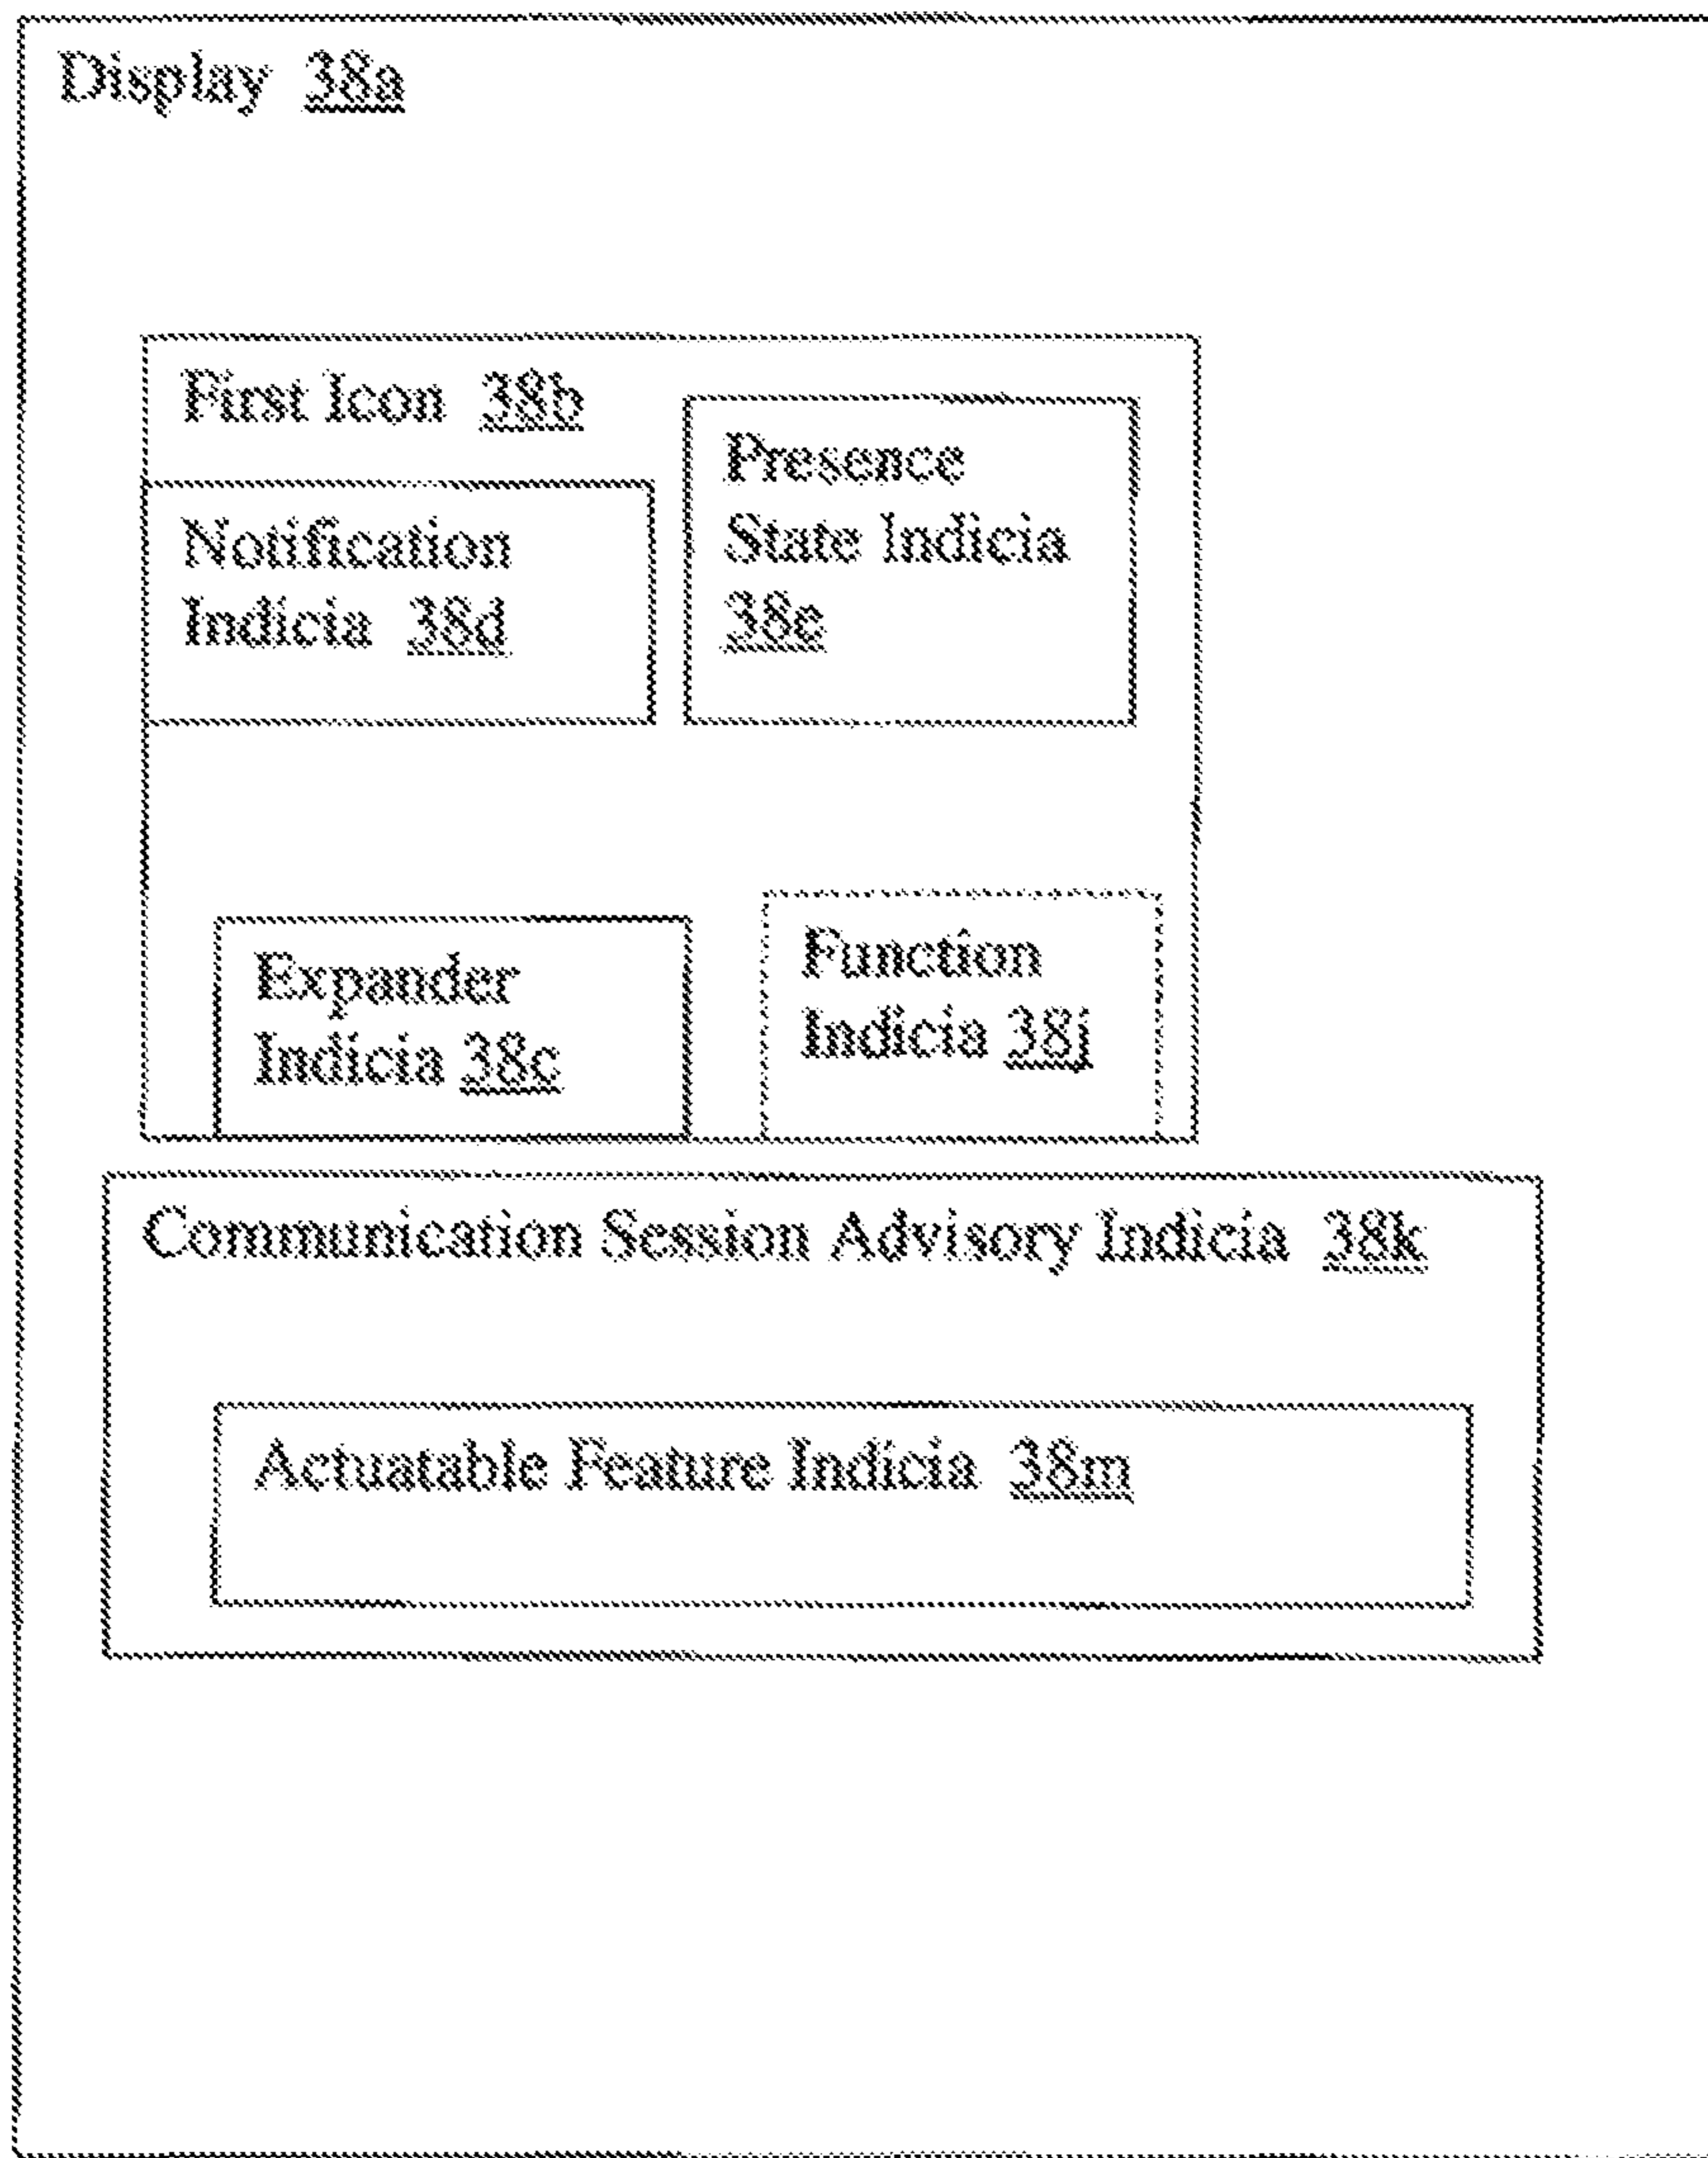 Display 38a
First Icon 38b
Notification
Indicia 38d
Presence
State Indicia
38e
Expander
Indicia 38c
Function
Indicia 38j
Communication Session Advisory Indicia 38k
Actuatable Feature Indicia 38m